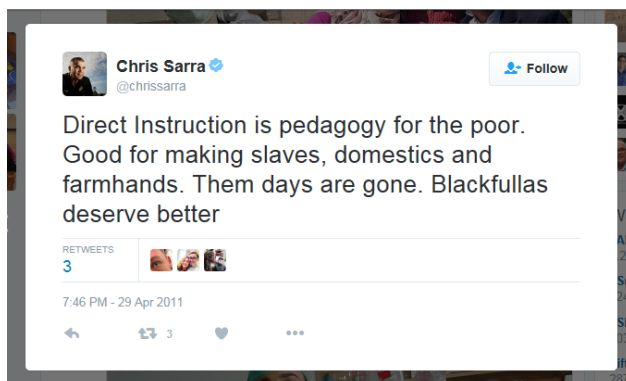 Chris Sarra
@chrissarra
Follow
Direct Instruction is pedagogy for the poor.
Good for making slaves, domestics and
farmhands. Them days are gone. Blackfullas
deserve better
RETWEETS
3
7:46 PM - 29 Apr 2011
3